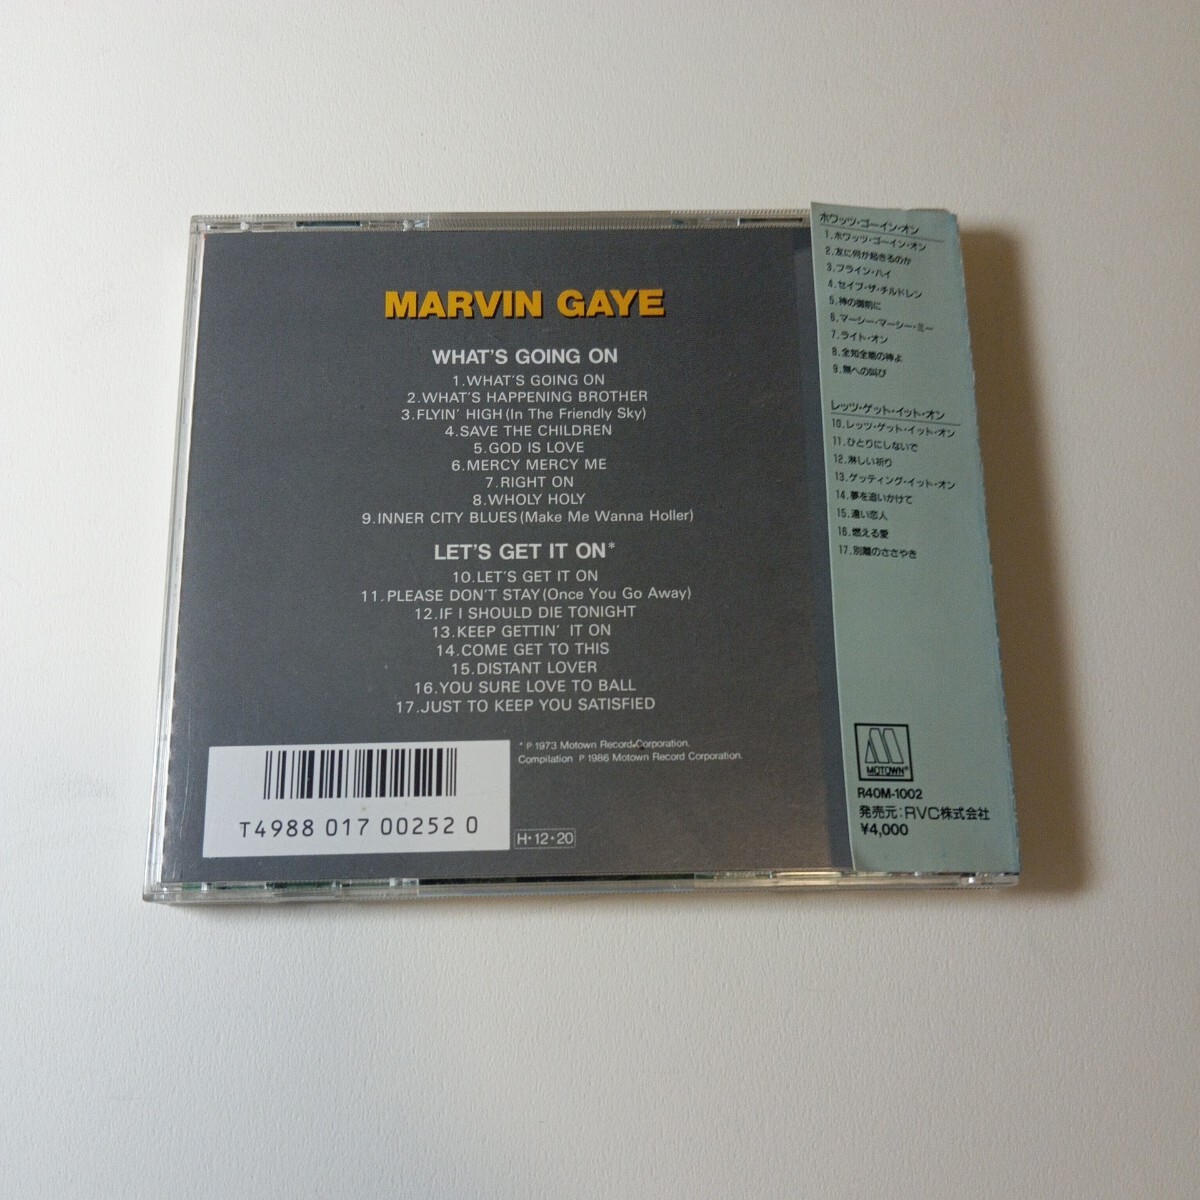 MARVIN GAYE
WHAT'S GOING ON
1.WHAT'S GOING ON
2.WHAT'S HAPPENING BROTHER
3.FLYIN' HIGH(In The Friendly Sky)
4.SAVE THE CHILDREN
5.GOD IS LOVE
6.MERCY MERCY ME
7.RIGHT ON
8.WHOLY HOLY
9.INNER CITY BLUES(Make Me Wanna Holler)
LET'S GET IT ON*
10.LET'S GET IT ON
11.PLEASE DON'T STAY(Once You Go Away)
12.IF I SHOULD DIE TONIGHT
13.KEEP GETTIN' IT ON
14.COME GET TO THIS
15.DISTANT LOVER
16.YOU SURE LOVE TO BALL
17.JUST TO KEEP YOU SATISFIED
* P 1973 Motown Record Corporation.
Compilation P 1986 Motown Record Corporation.
T4988 017 00252 0
H・12・20
ホワッツ・ゴーイン・オン
1.ホワッツ・ゴーイン・オン
2.友に何が起きるのか
3.フライン・ハイ
4.セイブ・ザ・チルドレン
5.神の御前に
6.マーシー・マーシー・ミー
7.ライト・オン
8.全知全能の神よ
9.無への叫び
レッツ・ゲット・イット・オン
10.レッツ・ゲット・イット・オン
11.ひとりにしないで
12.淋しい祈り
13.ゲッティング・イット・オン
14.夢を追いかけて
15.遠い恋人
16.燃える愛
17.別離のささやき
MOTOWN®
R40M-1002
発売元:RVC株式会社
¥4,000